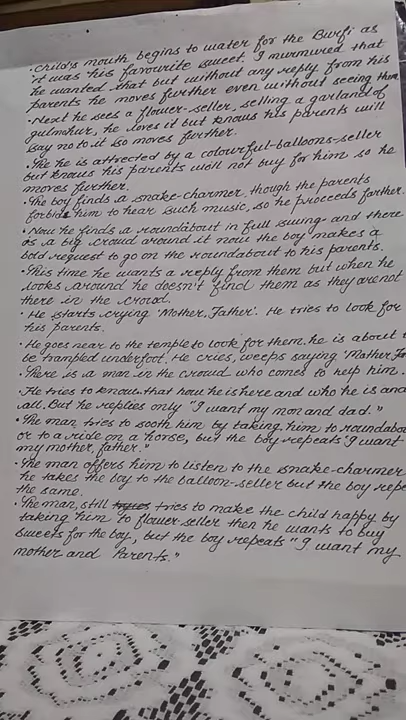 • Child's mouth begins to water for the Burfi as
it was his favourite sweet. I murmured that
he wanted that but without any reply from his
parents he moves further even without seeing them
• Next he sees a flower-seller, selling a garland of
gulmohur, he loves it but knows his parents will
say no to it so moves further.
• The he is attracted by a colourful-balloons-seller
but knows his parents will not buy for him so he
moves further.
• The boy finds a snake-charmer, though the parents
forbids him to hear such music, so he proceeds further.
• Now he finds a roundabout in full swing and there
is a big crowd around it now the boy makes a
bold request to go on the roundabout to his parents.
• This time he wants a reply from them but when he
looks around he doesn't find them as they are not
there in the crowd.
• He starts crying 'Mother, Father'. He tries to look for
his parents.
• He goes near to the temple to look for them. he is about t
be trampled underfoot. He cries, weeps saying 'Mother, Fa
• There is a man in the crowd who comes to help him.
• He tries to know that how he is here and who he is and
all. But he replies only "I want my mon and dad."
• The man tries to sooth him by taking him to roundabou
or to a ride on a horse, but the boy repeats "I want
my mother, father."
• The man offers him to listen to the snake-charmer
he takes the boy to the balloon-seller but the boy repe
the same.
• The man, still tries to make the child happy by
taking him to flower-seller then he wants to buy
sweets for the boy, but the boy repeats "I want my
mother and Parents."